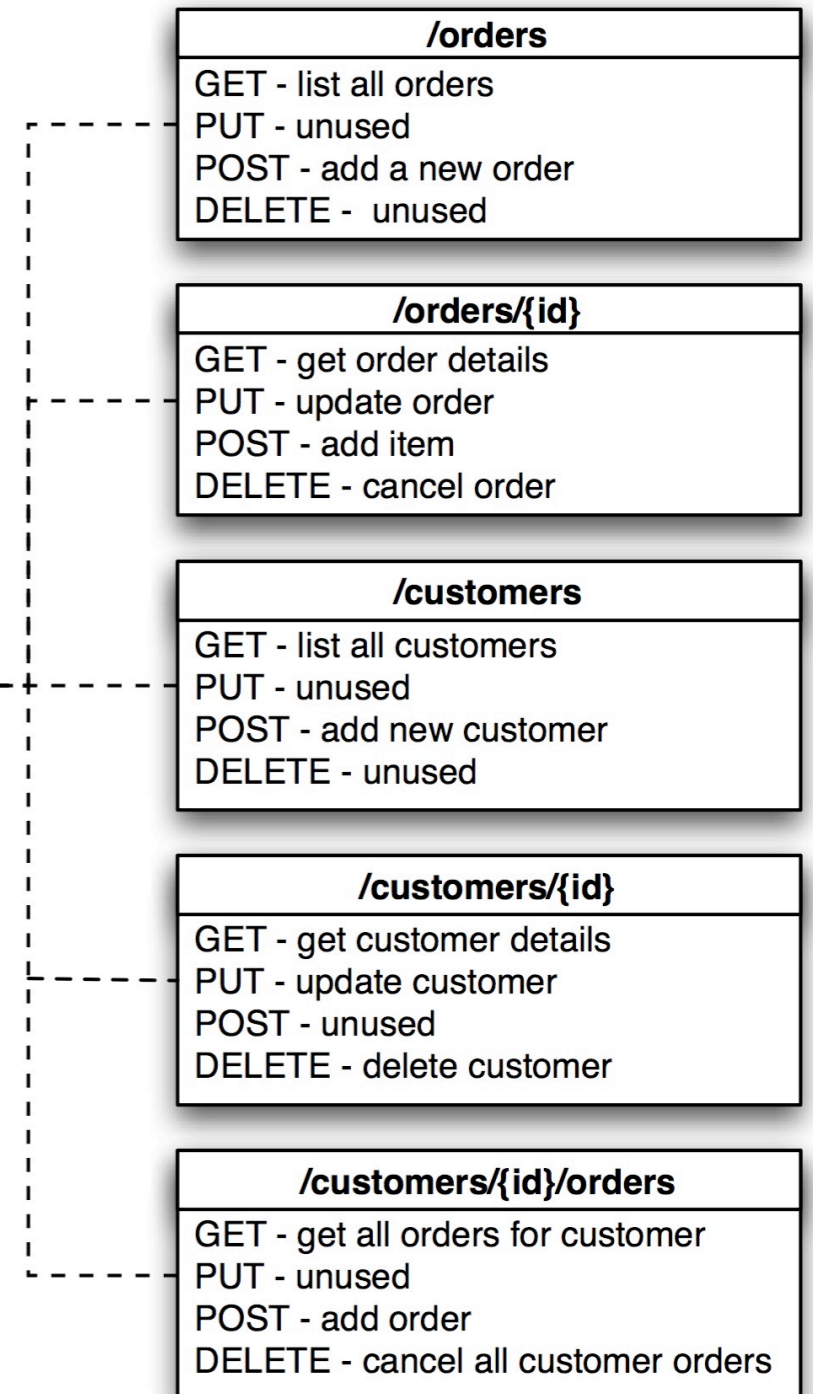 /orders
GET - list all orders
PUT - unused
POST - add a new order
DELETE -  unused
/orders/{id}
GET - get order details
PUT - update order
POST - add item
DELETE - cancel order
/customers
GET - list all customers
PUT - unused
POST - add new customer
DELETE - unused
/customers/{id}
GET - get customer details
PUT - update customer
POST - unused
DELETE - delete customer
/customers/{id}/orders
GET - get all orders for customer
PUT - unused
POST - add order
DELETE - cancel all customer orders